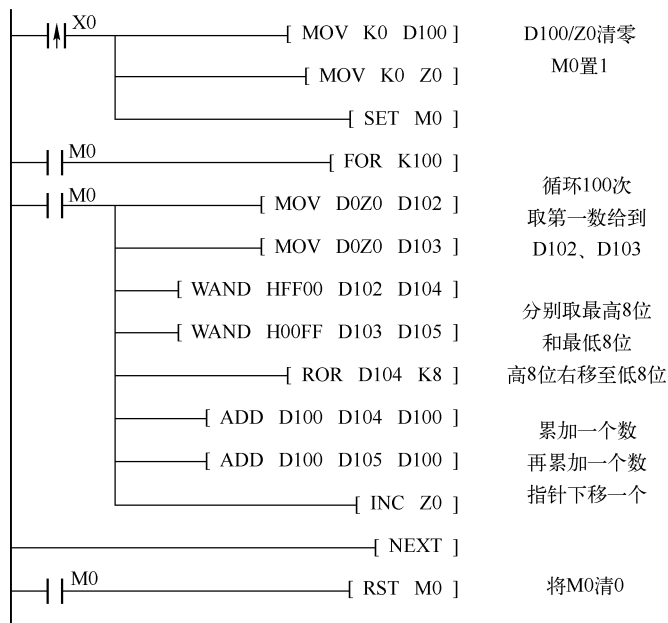 X0
[ MOV K0 D100 ]
D100/Z0清零
[ MOV K0 Z0 ]
M0置1
[ SET M0 ]
M0
[ FOR K100 ]
M0
[ MOV D0Z0 D102 ]
循环100次
取第一数给到
[ MOV D0Z0 D103 ]
D102、D103
[ WAND HFF00 D102 D104 ]
分别取最高8位
[ WAND H00FF D103 D105 ]
和最低8位
[ ROR D104 K8 ]
高8位右移至低8位
[ ADD D100 D104 D100 ]
累加一个数
[ ADD D100 D105 D100 ]
再累加一个数
[ INC Z0 ]
指针下移一个
[ NEXT ]
M0
[ RST M0 ]
将M0清0